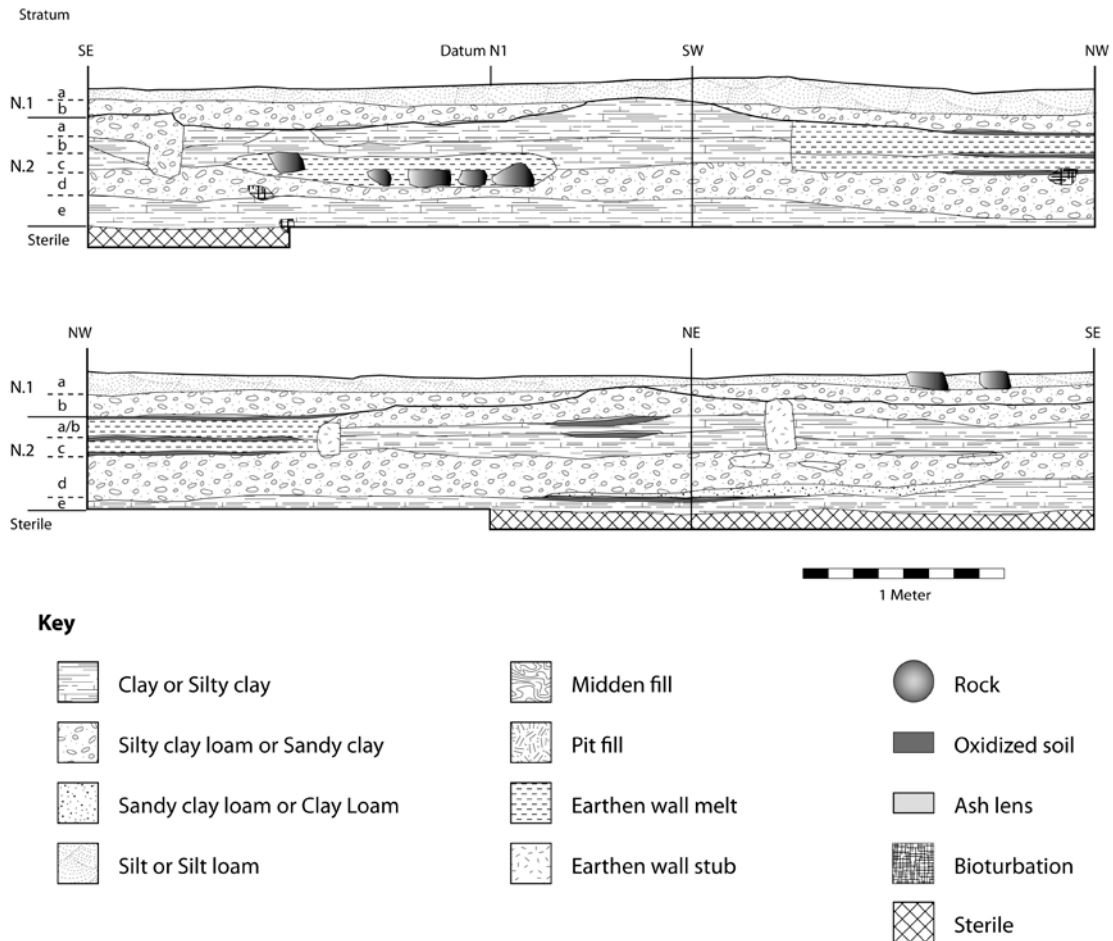 Stratum
SE Datum N1 SW NW
N.1 a
b
a
b
N.2 c
d
e
Sterile
NW NE SE
N.1 a
b
a/b
N.2 c
d
e
Sterile
1 Meter
Key
Clay or Silty clay Midden fill Rock
Silty clay loam or Sandy clay Pit fill Oxidized soil
Sandy clay loam or Clay Loam Earthen wall melt Ash lens
Silt or Silt loam Earthen wall stub Bioturbation
Sterile